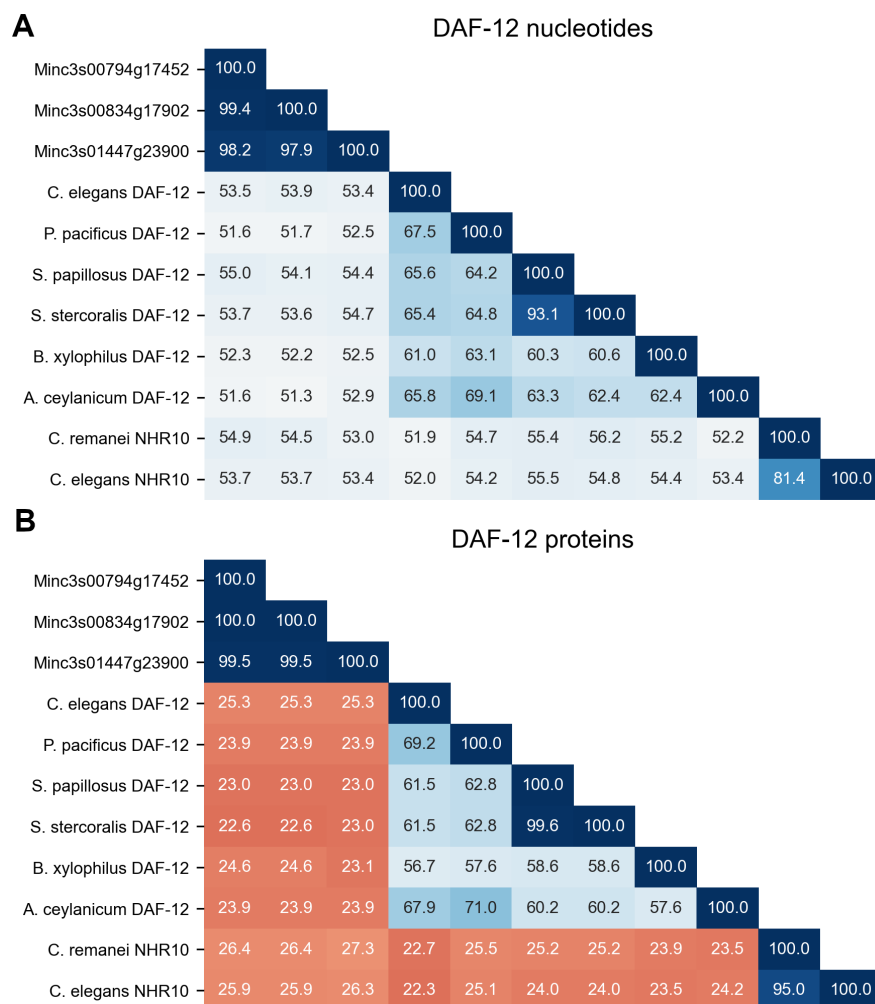 A
DAF-12 nucleotides
Minc3s00794g17452 100.0
Minc3s00834g17902 99.4 100.0
Minc3s01447g23900 98.2 97.9 100.0
C. elegans DAF-12 53.5 53.9 53.4 100.0
P. pacificus DAF-12 51.6 51.7 52.5 67.5 100.0
S. papillosus DAF-12 55.0 54.1 54.4 65.6 64.2 100.0
S. stercoralis DAF-12 53.7 53.6 54.7 65.4 64.8 93.1 100.0
B. xylophilus DAF-12 52.3 52.2 52.5 61.0 63.1 60.3 60.6 100.0
A. ceylanicum DAF-12 51.6 51.3 52.9 65.8 69.1 63.3 62.4 62.4 100.0
C. remanei NHR10 54.9 54.5 53.0 51.9 54.7 55.4 56.2 55.2 52.2 100.0
C. elegans NHR10 53.7 53.7 53.4 52.0 54.2 55.5 54.8 54.4 53.4 81.4 100.0
B
DAF-12 proteins
Minc3s00794g17452 100.0
Minc3s00834g17902 100.0 100.0
Minc3s01447g23900 99.5 99.5 100.0
C. elegans DAF-12 25.3 25.3 25.3 100.0
P. pacificus DAF-12 23.9 23.9 23.9 69.2 100.0
S. papillosus DAF-12 23.0 23.0 23.0 61.5 62.8 100.0
S. stercoralis DAF-12 22.6 22.6 23.0 61.5 62.8 99.6 100.0
B. xylophilus DAF-12 24.6 24.6 23.1 56.7 57.6 58.6 58.6 100.0
A. ceylanicum DAF-12 23.9 23.9 23.9 67.9 71.0 60.2 60.2 57.6 100.0
C. remanei NHR10 26.4 26.4 27.3 22.7 25.5 25.2 25.2 23.9 23.5 100.0
C. elegans NHR10 25.9 25.9 26.3 22.3 25.1 24.0 24.0 23.5 24.2 95.0 100.0